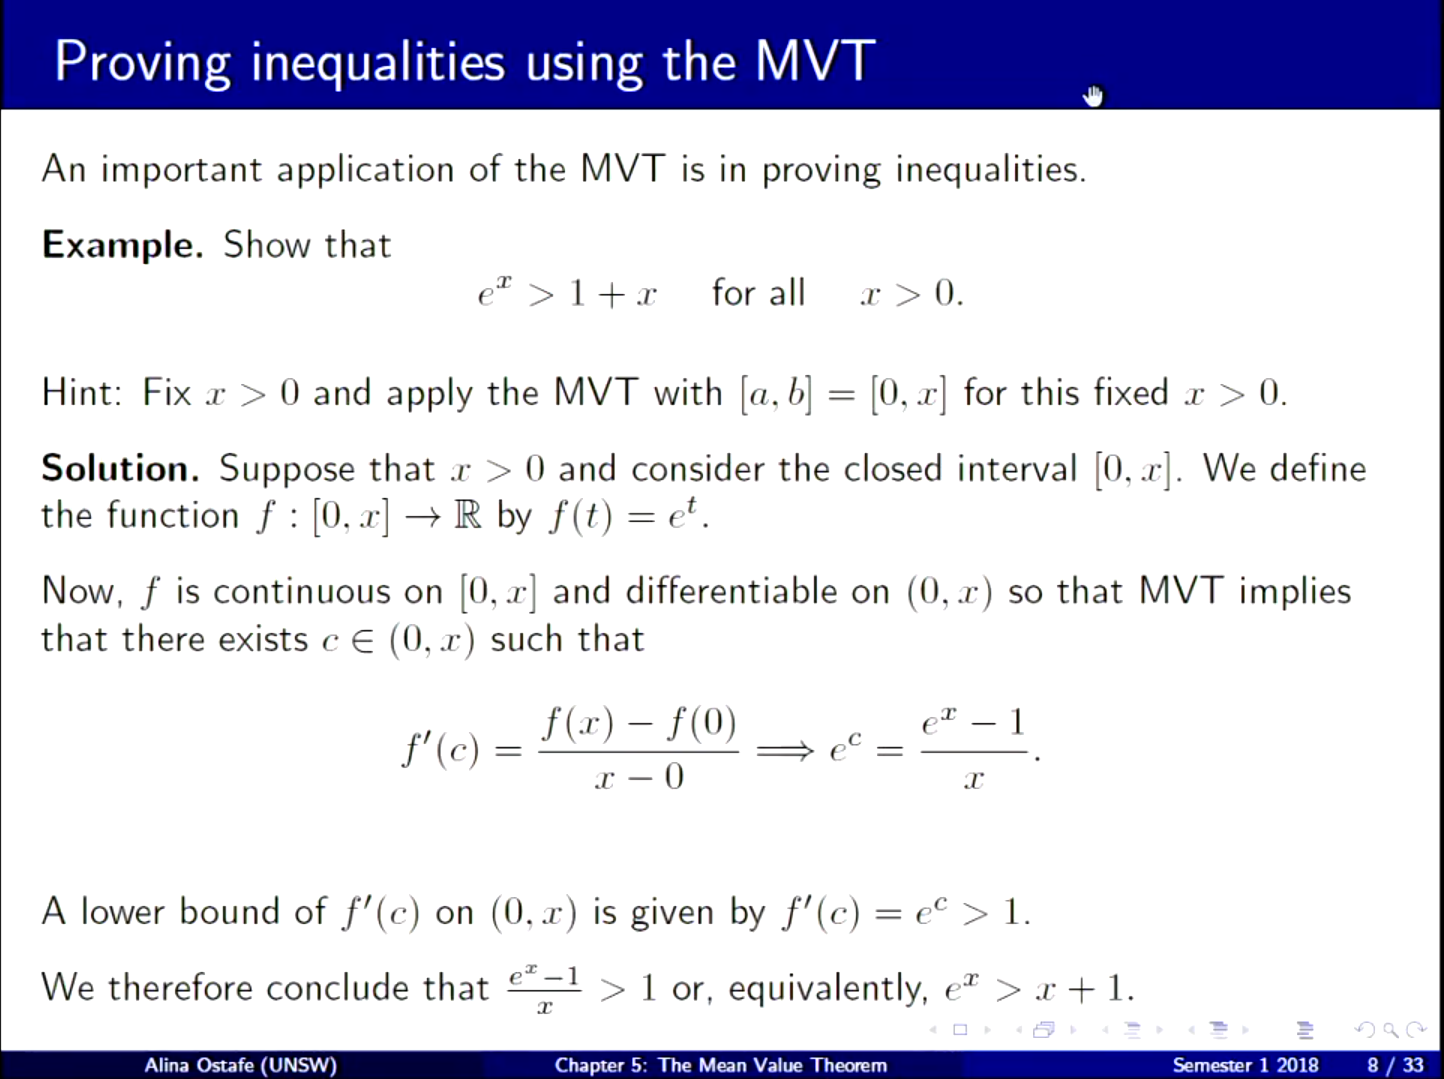 Proving inequalities using the MVT
An important application of the MVT is in proving inequalities.
Example. Show that
e^x > 1 + x for all x > 0.
Hint: Fix x > 0 and apply the MVT with [a, b] = [0, x] for this fixed x > 0.
Solution. Suppose that x > 0 and consider the closed interval [0, x]. We define
the function f : [0, x] → ℝ by f(t) = e^t.
Now, f is continuous on [0, x] and differentiable on (0, x) so that MVT implies
that there exists c ∈ (0, x) such that
f′(c) = \frac{f(x) − f(0)}{x − 0} ⟹ e^c = \frac{e^x − 1}{x}.
A lower bound of f′(c) on (0, x) is given by f′(c) = e^c > 1.
We therefore conclude that \frac{e^x−1}{x} > 1 or, equivalently, e^x > x + 1.
Alina Ostafe (UNSW) Chapter 5: The Mean Value Theorem Semester 1 2018 8 / 33